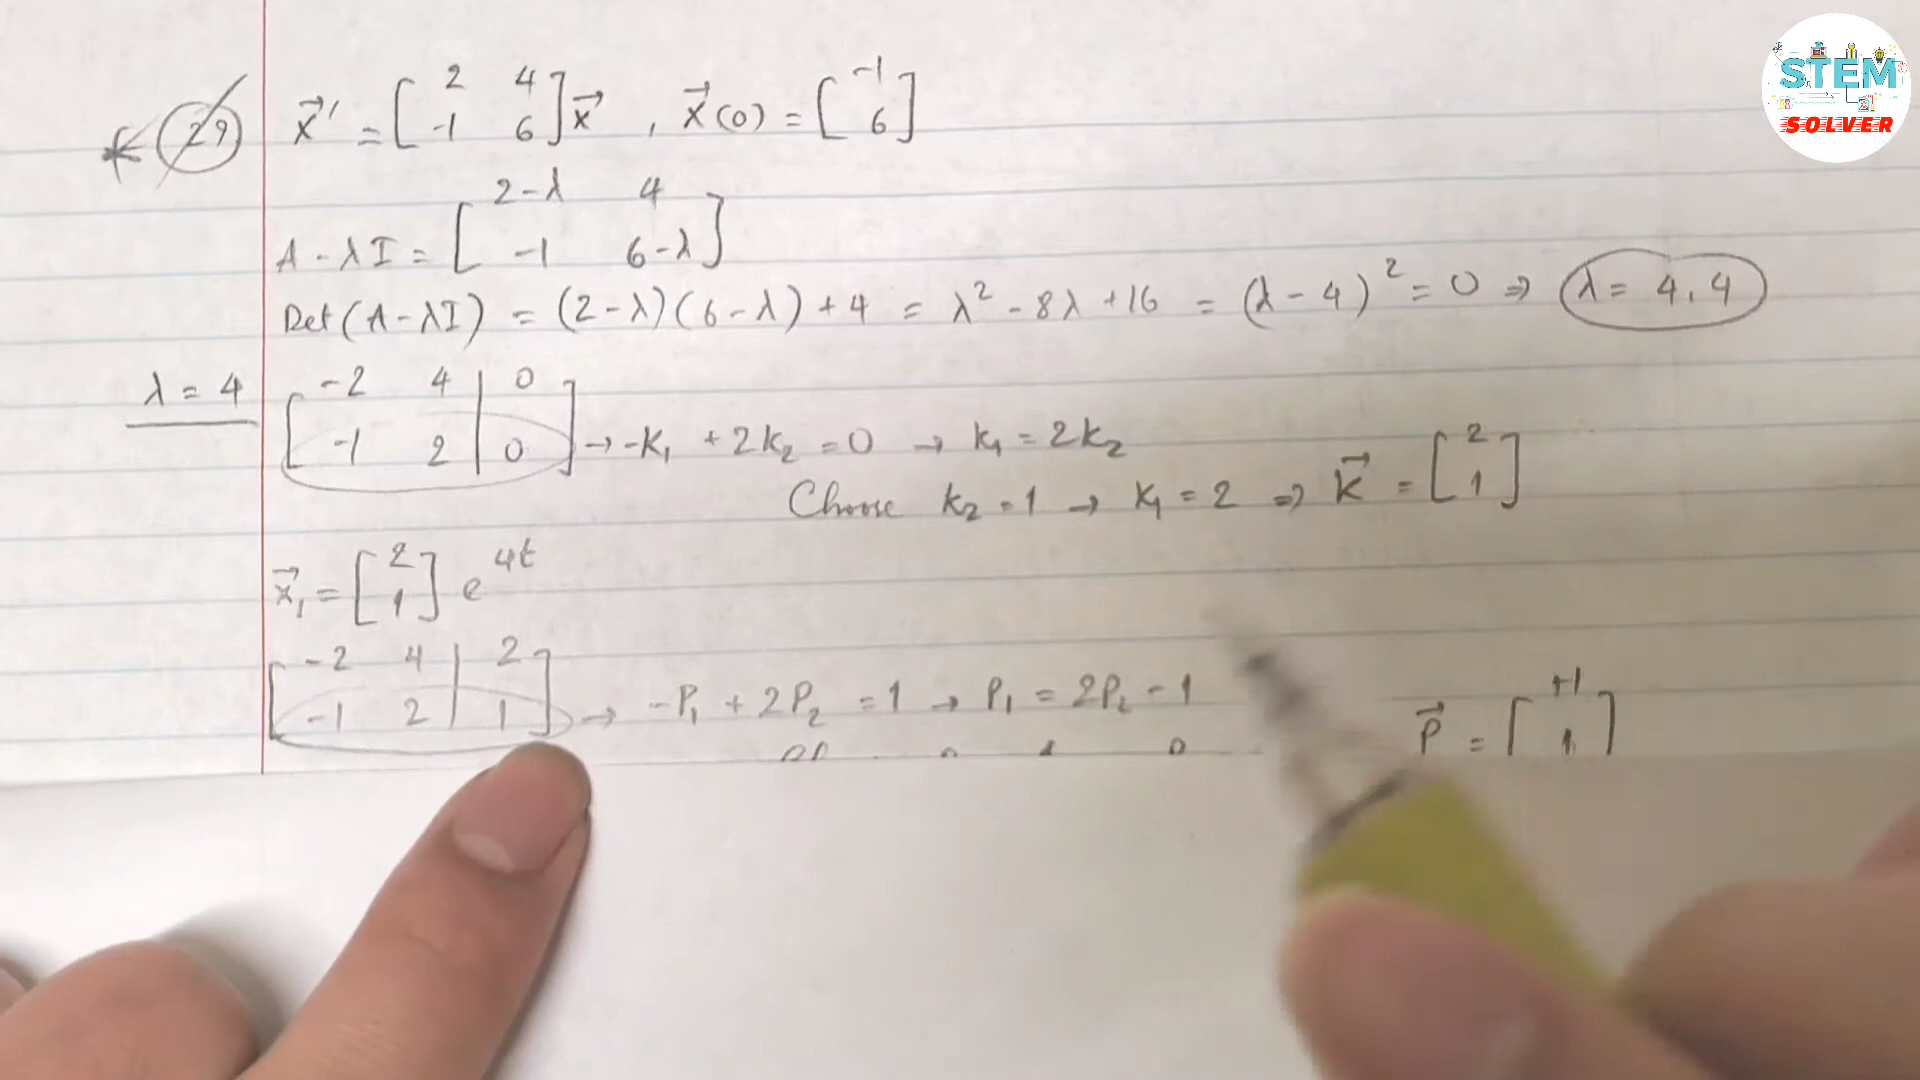 STEM
SOLVER
29 x⃗' = [2 4; -1 6] x⃗ , x⃗(0) = [-1; 6]
A - λI = [2-λ 4; -1 6-λ]
Det(A - λI) = (2-λ)(6-λ) + 4 = λ² - 8λ + 16 = (λ - 4)² = 0 ⇒ λ = 4, 4
λ = 4 [-2 4 | 0; -1 2 | 0] → -K₁ + 2K₂ = 0 → K₁ = 2K₂
Choose K₂ = 1 → K₁ = 2 ⇒ K⃗ = [2; 1]
x⃗₁ = [2; 1] e^4t
[-2 4 | 2; -1 2 | 1] → -P₁ + 2P₂ = 1 → P₁ = 2P₂ - 1
P⃗ = [+1; 1]